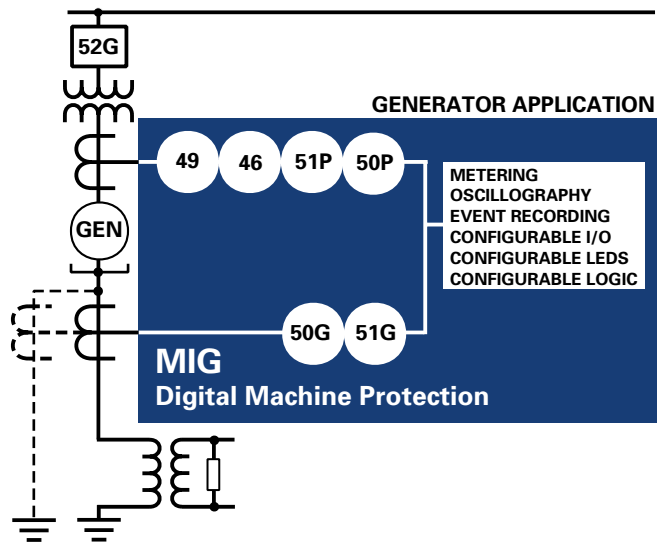 52G
GENERATOR APPLICATION
49 46 51P 50P
METERING
OSCILLOGRAPHY
EVENT RECORDING
CONFIGURABLE I/O
CONFIGURABLE LEDS
CONFIGURABLE LOGIC
GEN
50G 51G
MIG
Digital Machine Protection